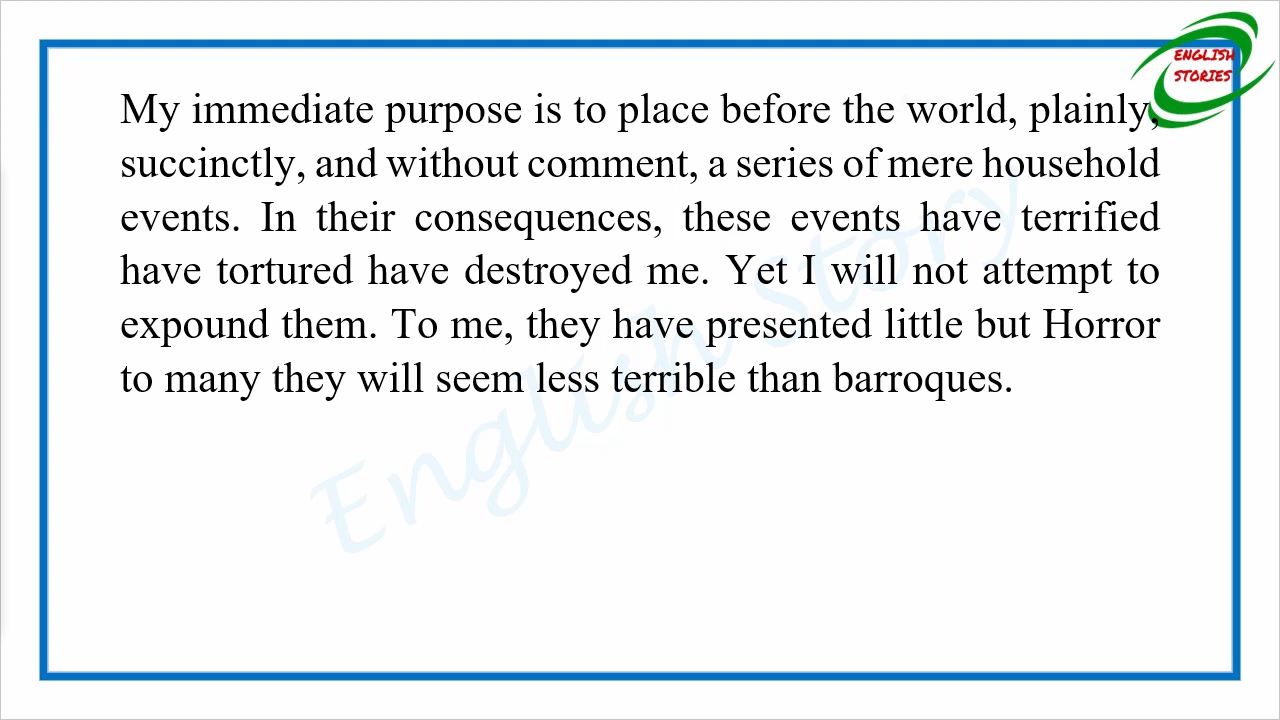 ENGLISH
STORIES
My immediate purpose is to place before the world, plainly,
succinctly, and without comment, a series of mere household
events. In their consequences, these events have terrified
have tortured have destroyed me. Yet I will not attempt to
expound them. To me, they have presented little but Horror
to many they will seem less terrible than barroques.
English Story